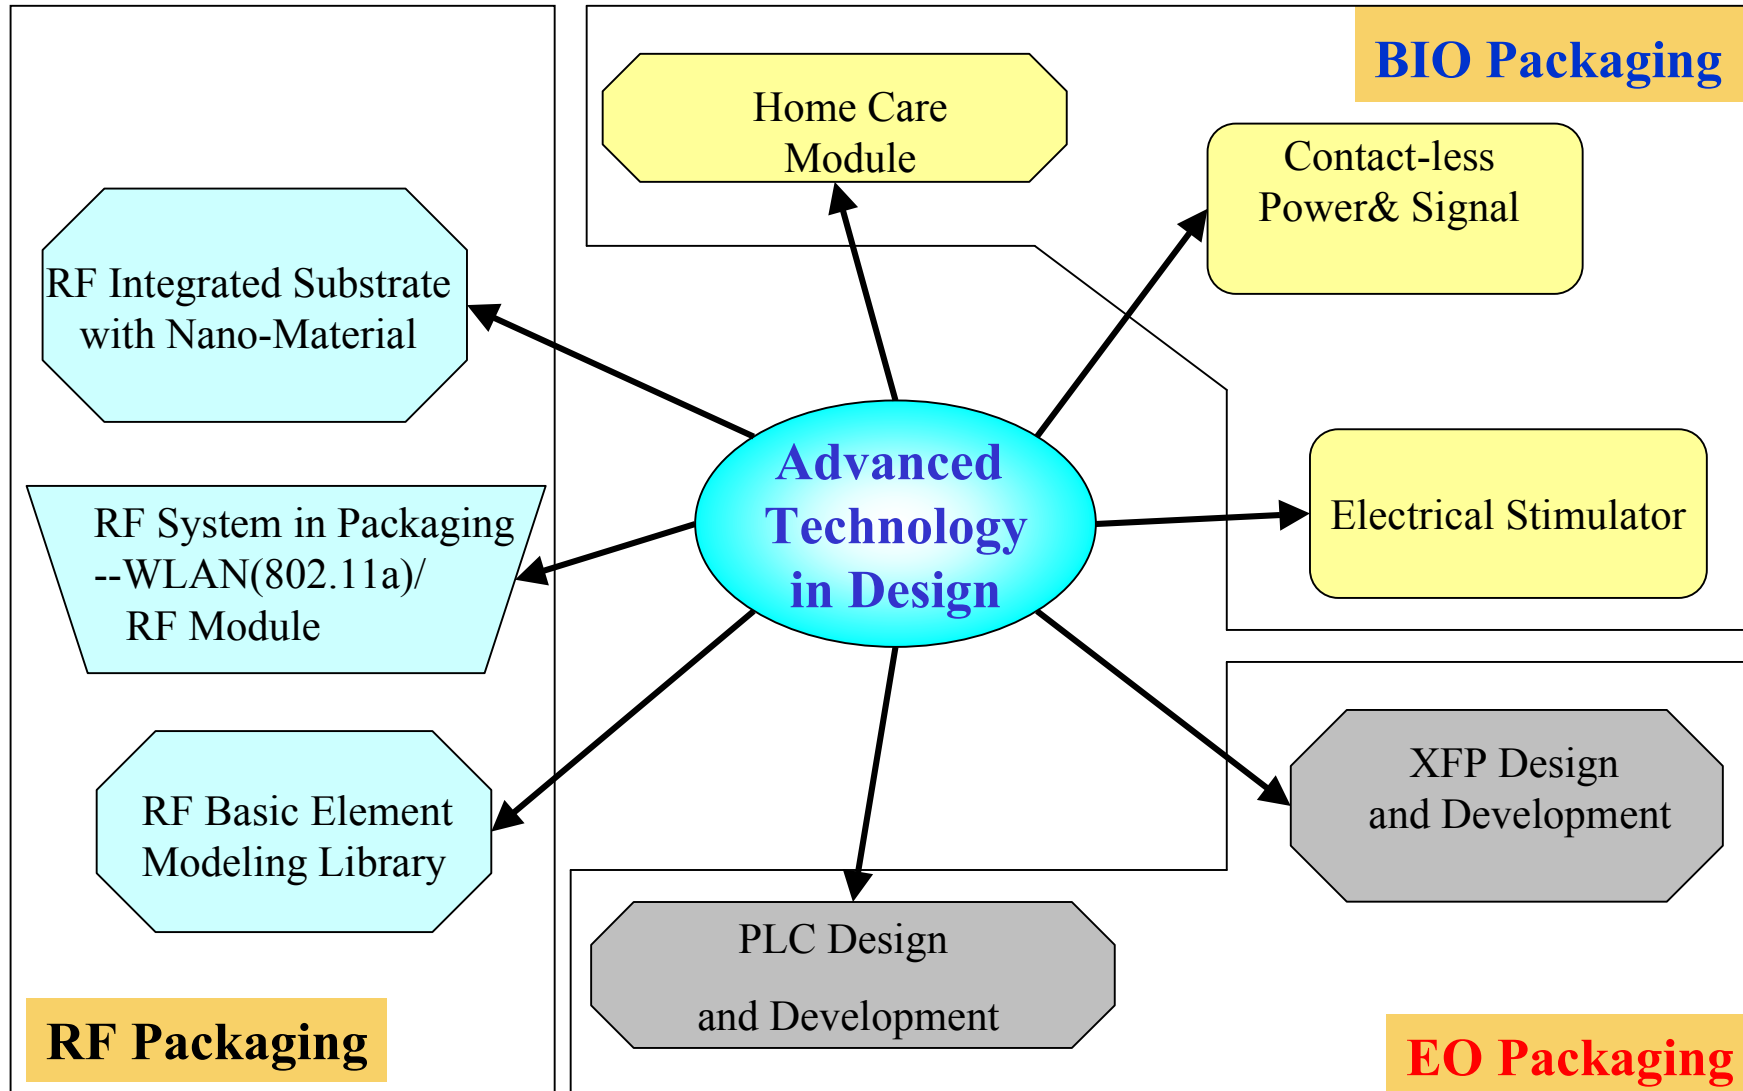 BIO Packaging
Home Care
Module
Contact-less
Power& Signal
RF Integrated Substrate
with Nano-Material
Advanced
Technology
in Design
Electrical Stimulator
RF System in Packaging
--WLAN(802.11a)/
RF Module
XFP Design
and Development
RF Basic Element
Modeling Library
PLC Design
and Development
RF Packaging
EO Packaging